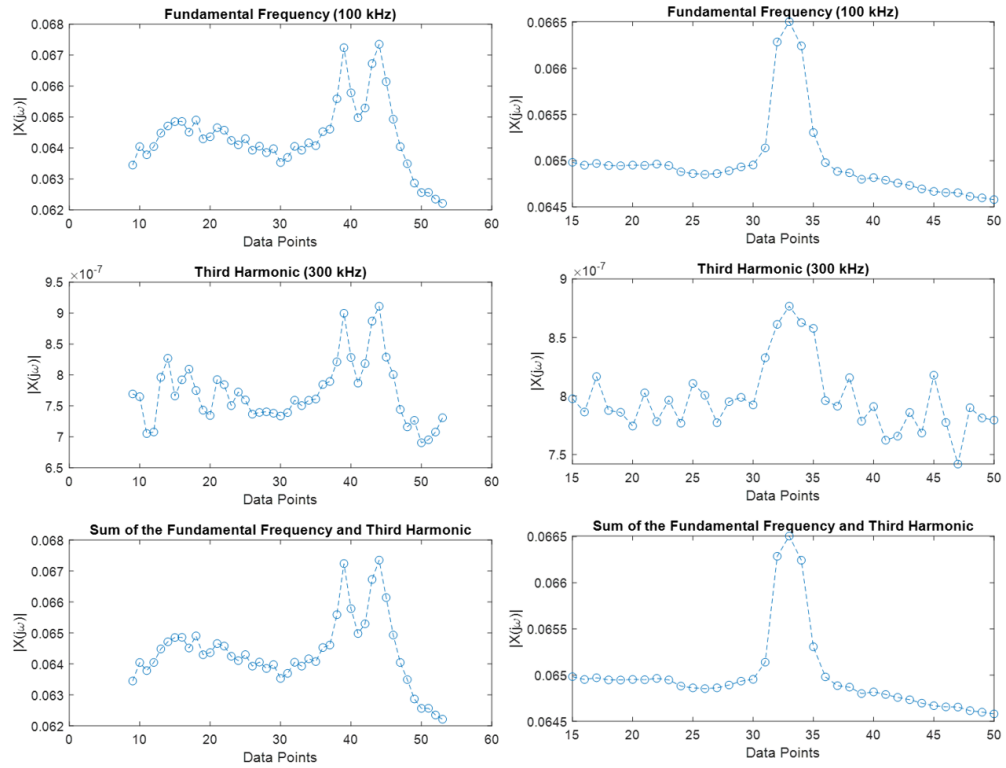 Fundamental Frequency (100 kHz)
0.068
0.067
0.066
0.065
0.064
0.063
0.062
|X(jω)|
0 10 20 30 40 50 60
Data Points
Fundamental Frequency (100 kHz)
0.0665
0.066
0.0655
0.065
0.0645
|X(jω)|
15 20 25 30 35 40 45 50
Data Points
Third Harmonic (300 kHz)
×10-7
9.5
9
8.5
8
7.5
7
6.5
|X(jω)|
0 10 20 30 40 50 60
Data Points
Third Harmonic (300 kHz)
×10-7
9
8.5
8
7.5
|X(jω)|
15 20 25 30 35 40 45 50
Data Points
Sum of the Fundamental Frequency and Third Harmonic
0.068
0.067
0.066
0.065
0.064
0.063
0.062
|X(jω)|
0 10 20 30 40 50 60
Data Points
Sum of the Fundamental Frequency and Third Harmonic
0.0665
0.066
0.0655
0.065
0.0645
|X(jω)|
15 20 25 30 35 40 45 50
Data Points